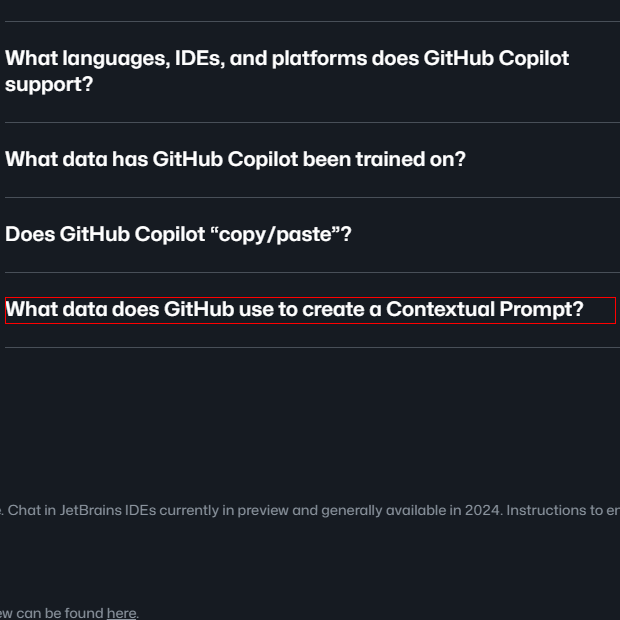 What languages, IDEs, and platforms does GitHub Copilot
support?
What data has GitHub Copilot been trained on?
Does GitHub Copilot “copy/paste”?
What data does GitHub use to create a Contextual Prompt?
. Chat in JetBrains IDEs currently in preview and generally available in 2024. Instructions to
can be found here.